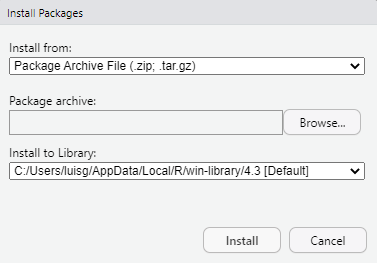 Install Packages
Install from:
Package Archive File (.zip; .tar.gz)
Package archive:
Browse...
Install to Library:
C:/Users/luisg/AppData/Local/R/win-library/4.3 [Default]
Install
Cancel